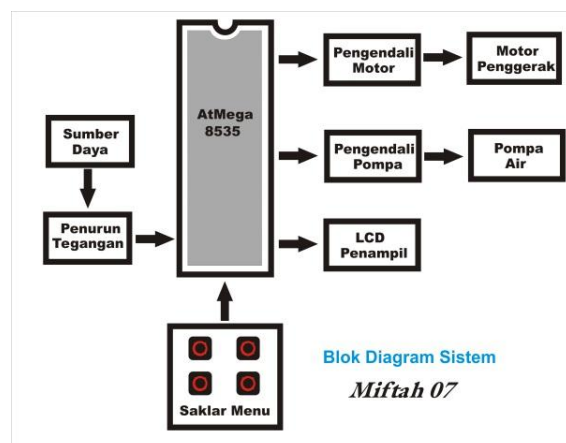 AtMega
8535
Pengendali
Motor
Motor
Penggerak
Sumber
Daya
Pengendali
Pompa
Pompa
Air
Penurun
Tegangan
LCD
Penampil
Saklar Menu
Blok Diagram Sistem
Miftah 07